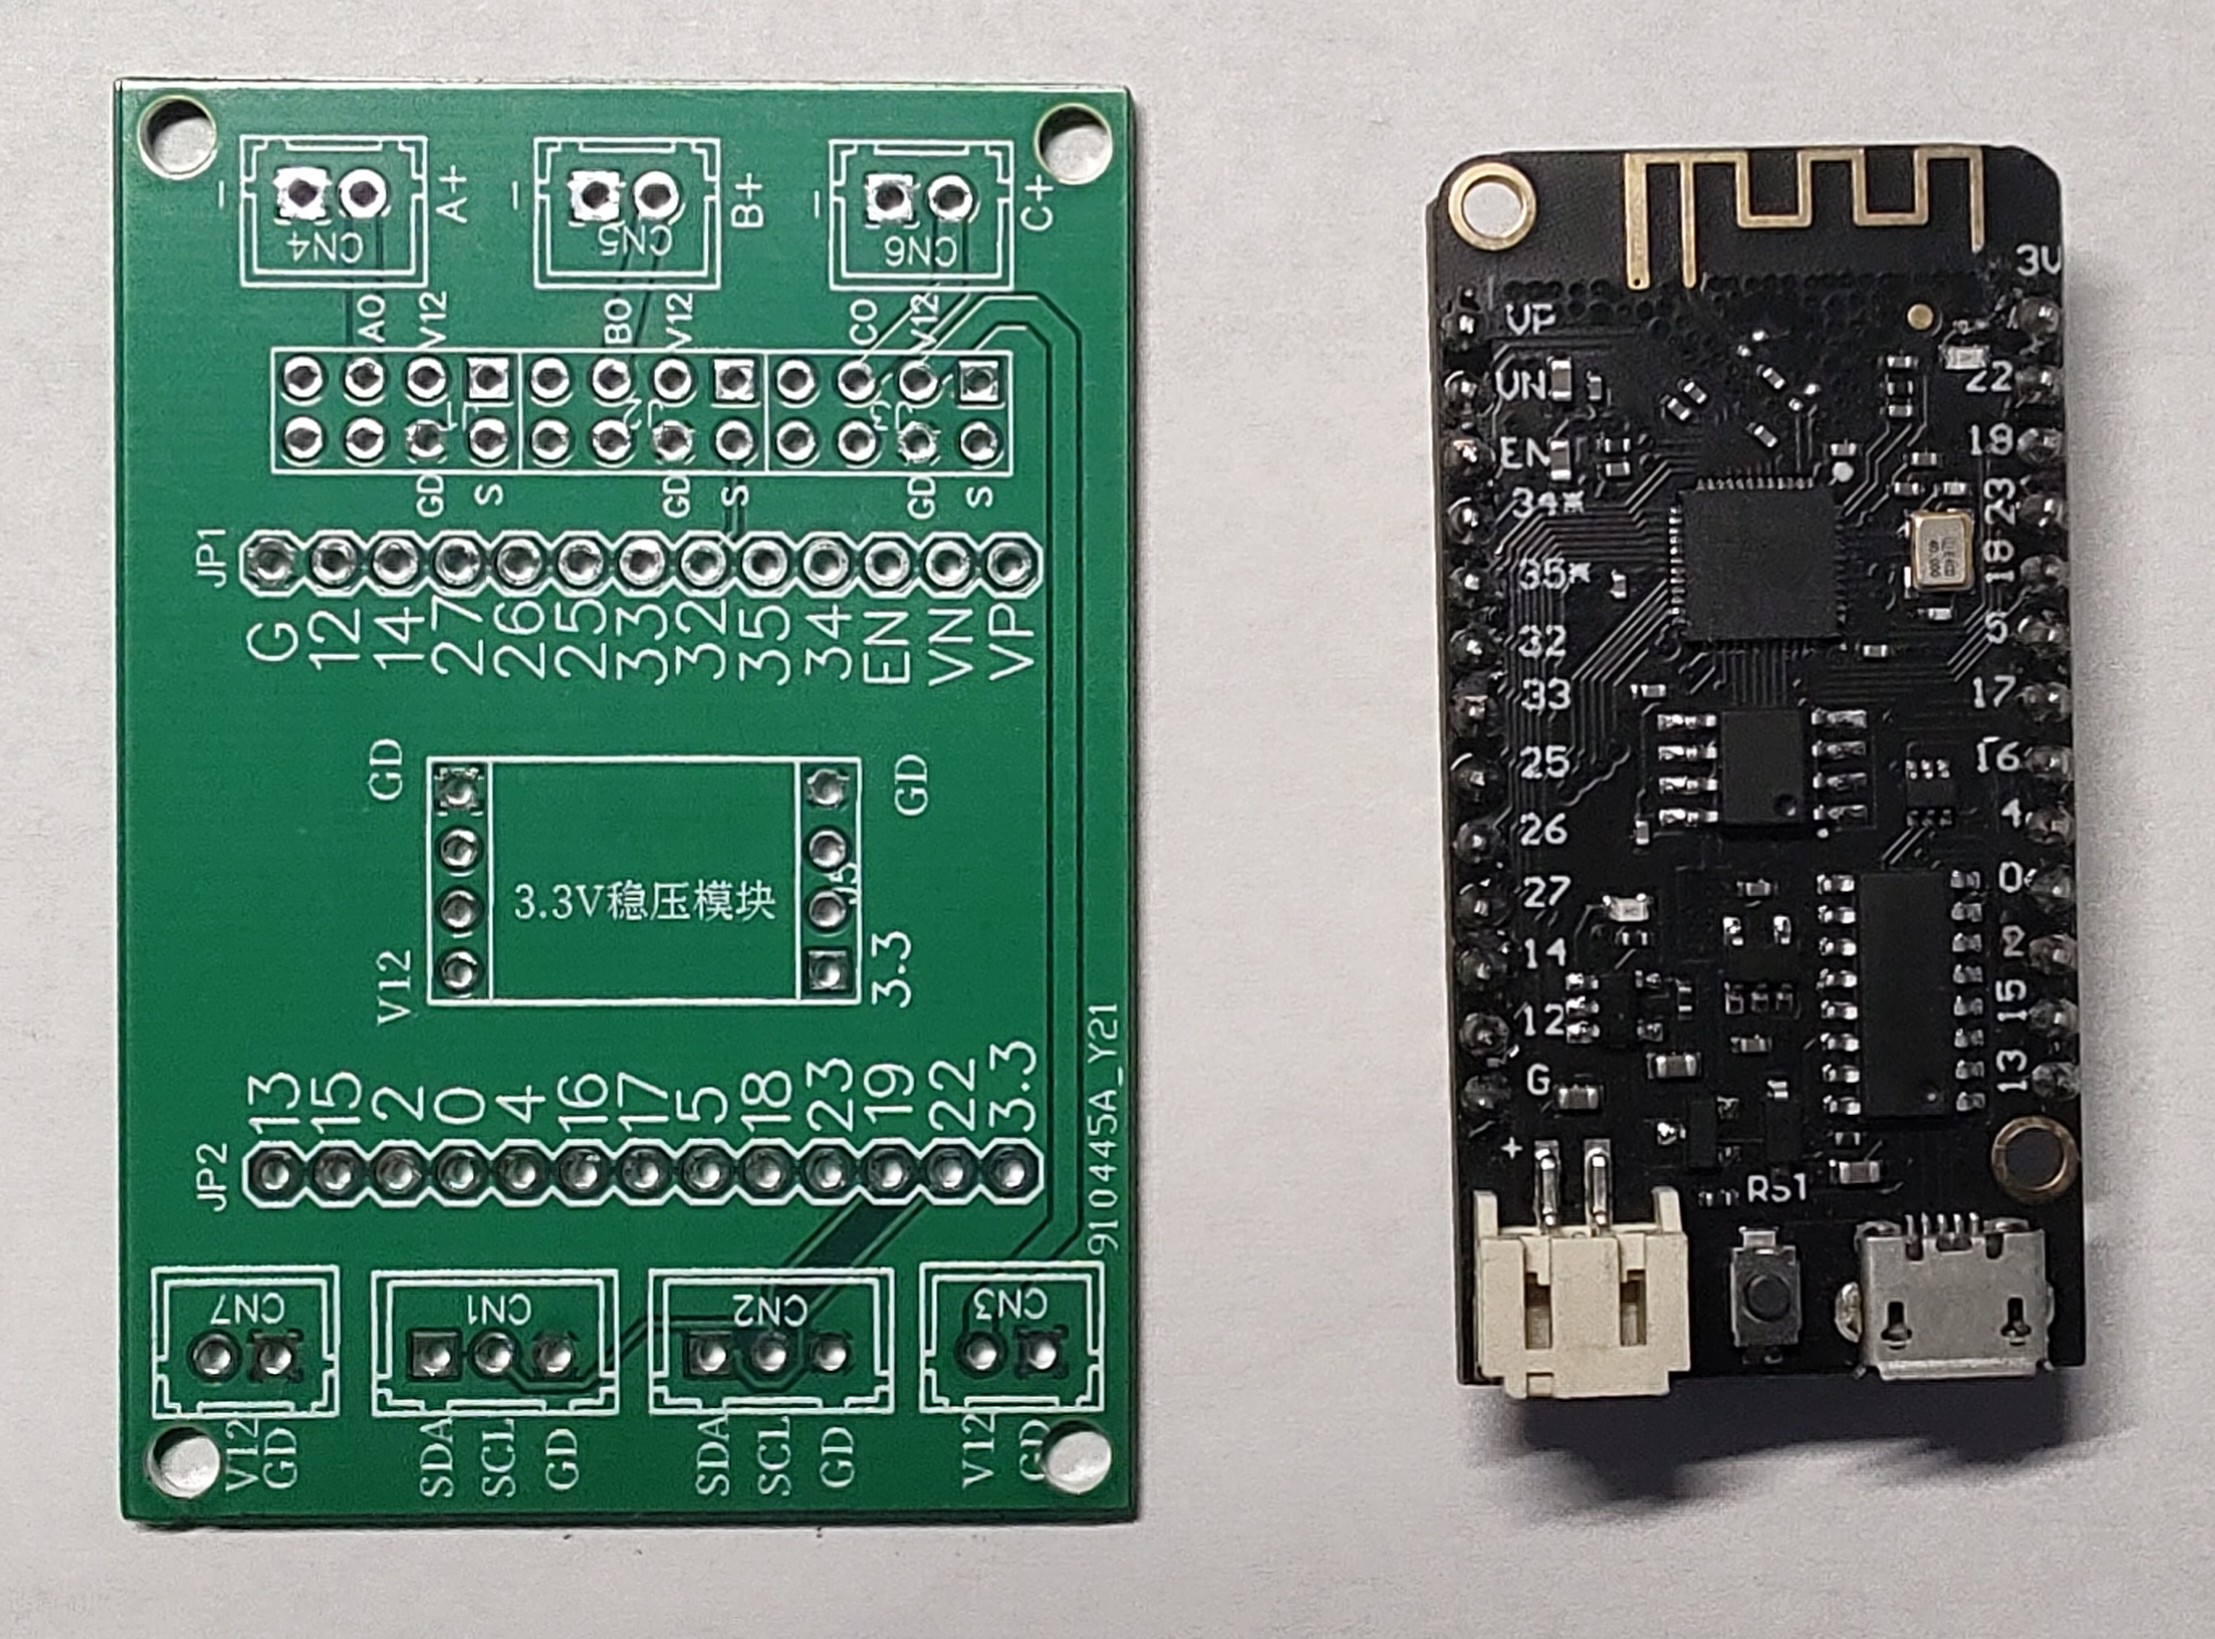 A+
B+
C+
CN4
CN5
CN6
A0
V12
B0
V12
C0
V12
GD
S
GD
S
GD
S
JP1
G
12
14
27
26
25
33
32
35
34
EN
VN
VP
GD
GD
3.3V稳压模块
V12
3.3
J5
910445A_Y21
13
15
2
0
4
16
17
5
18
23
19
22
3.3
JP2
CN7
CN1
CN2
CN3
V12
GD
SDA
SCL
GD
SDA
SCL
GD
V12
GD
VP
VN
EN
34*
35*
32
33
25
26
27
14
12
G
+
3V
22
18
23
18
5
17
16
4
0
2
15
13
RST